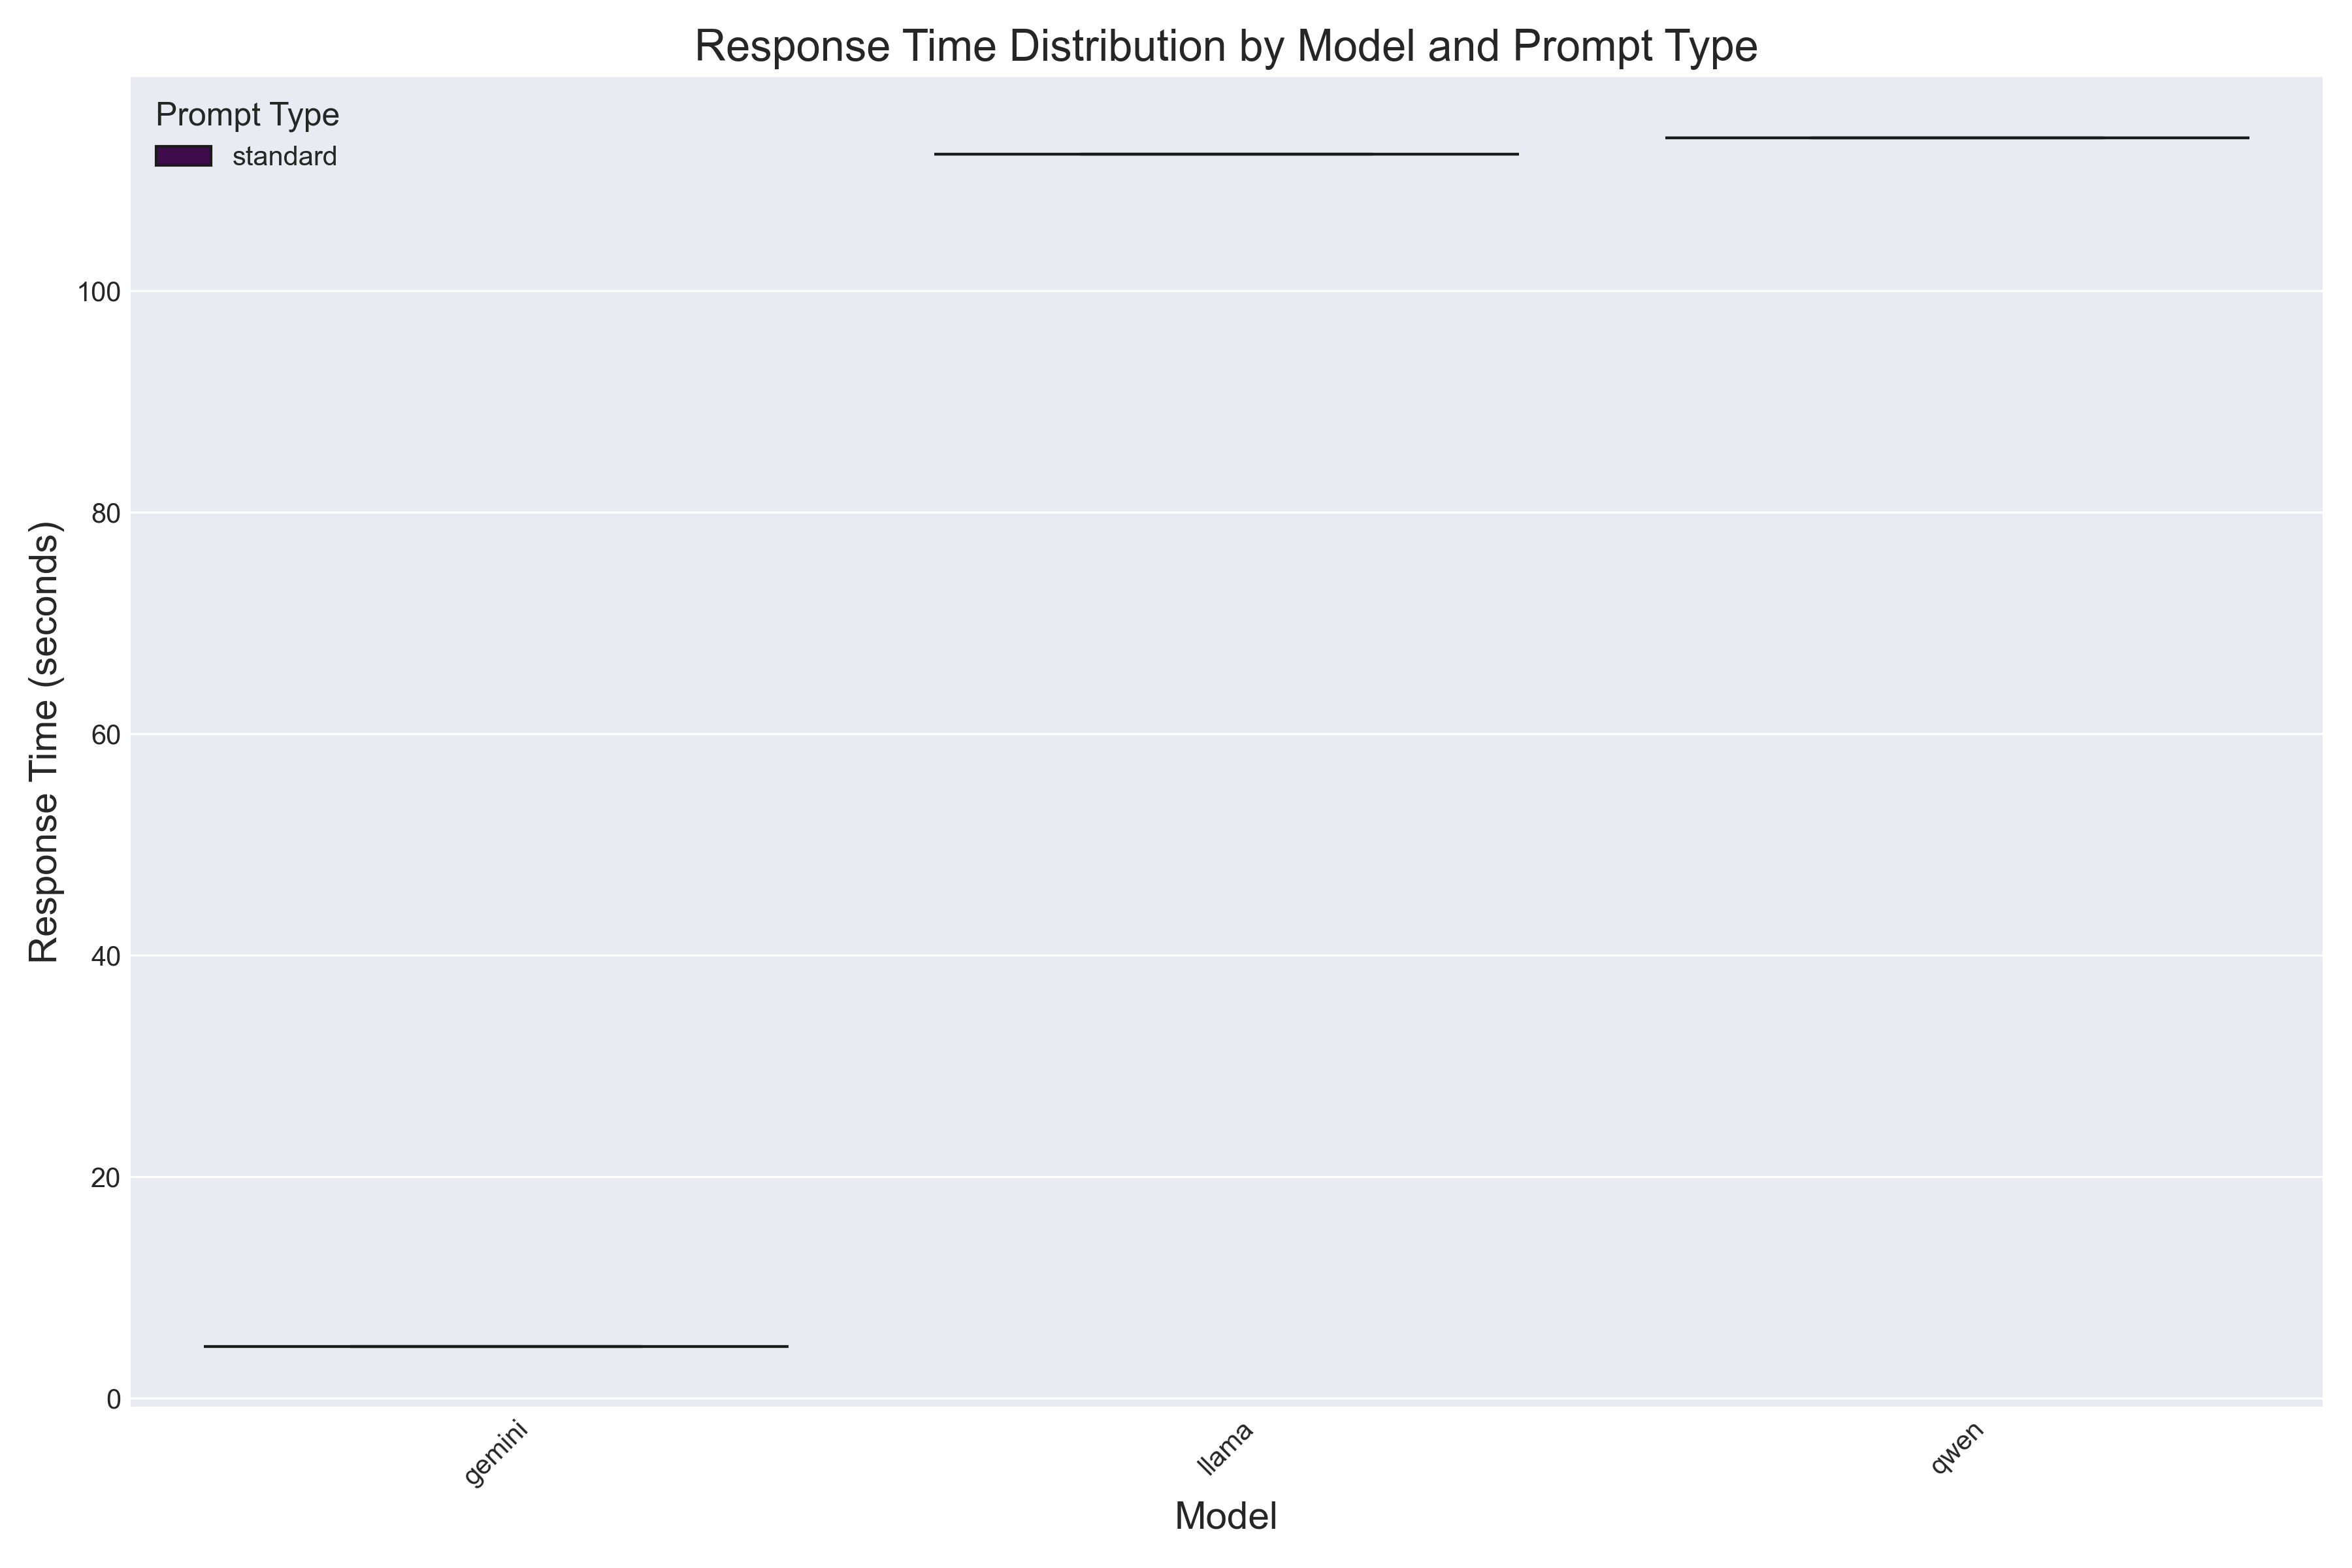 Response Time Distribution by Model and Prompt Type
Prompt Type
standard
Response Time (seconds)
100
80
60
40
20
0
gemini
llama
qwen
Model